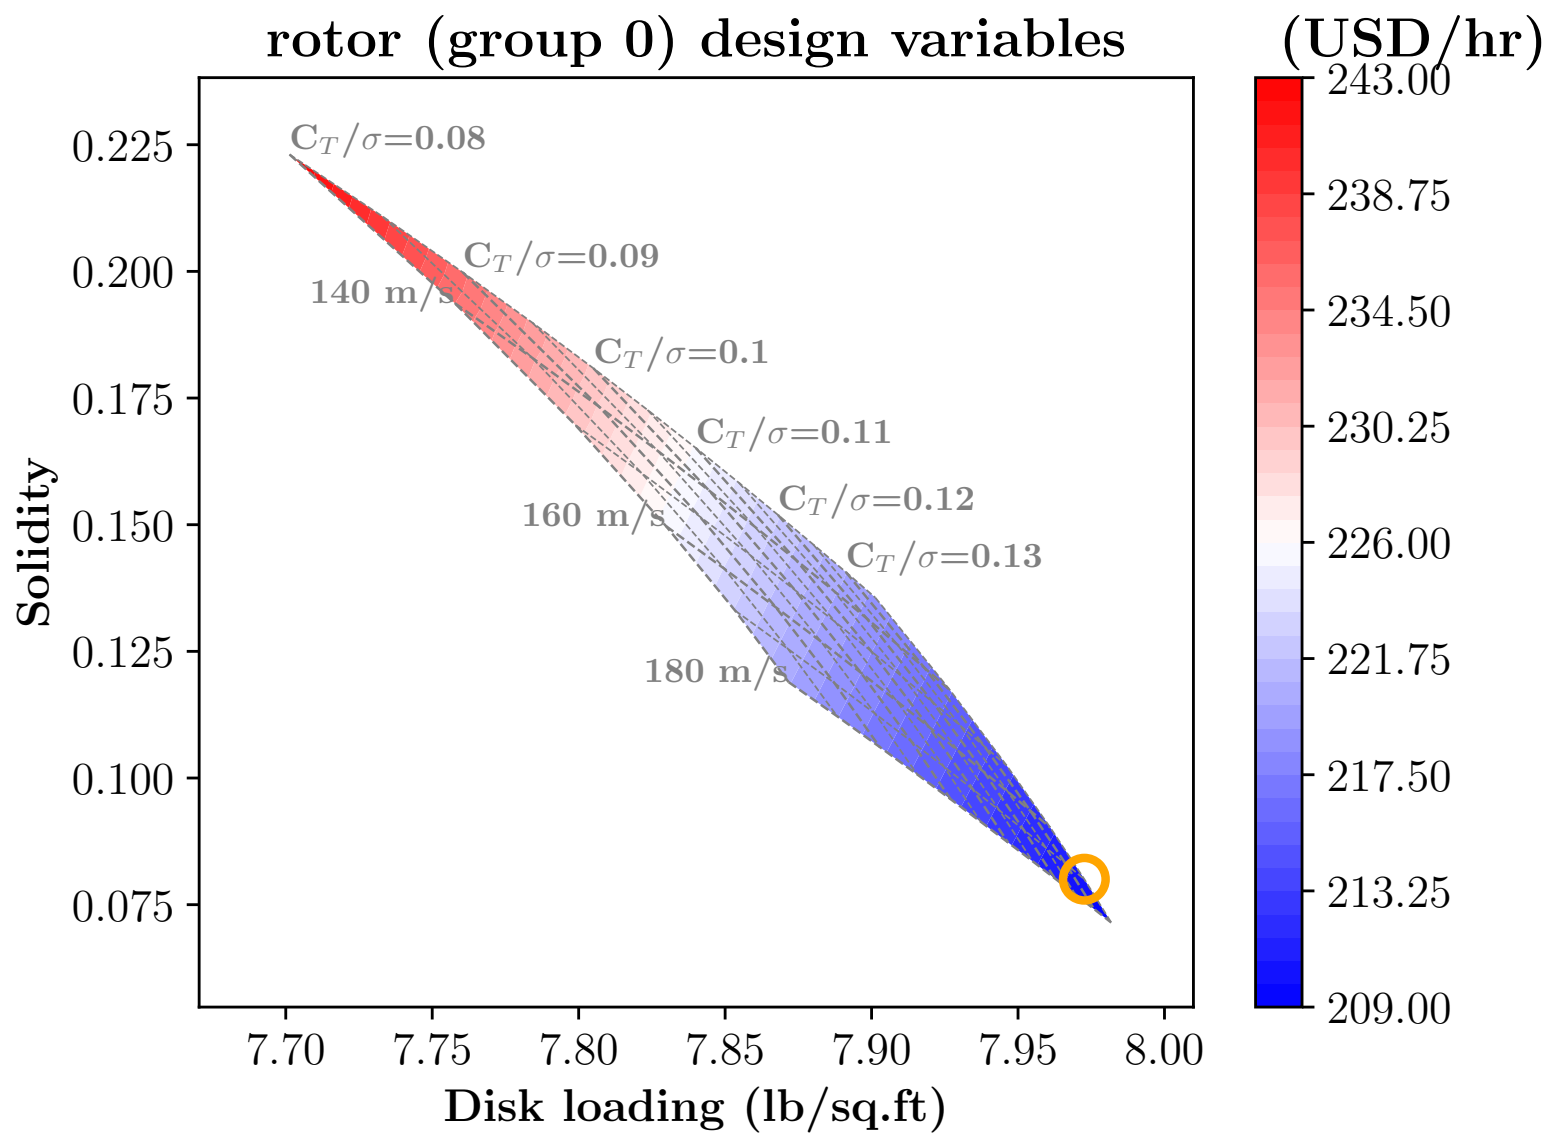 rotor (group 0) design variables
(USD/hr)
243.00
238.75
234.50
230.25
226.00
221.75
217.50
213.25
209.00
Solidity
0.225
0.200
0.175
0.150
0.125
0.100
0.075
C_T/σ=0.08
C_T/σ=0.09
140 m/s
C_T/σ=0.1
C_T/σ=0.11
C_T/σ=0.12
160 m/s
C_T/σ=0.13
180 m/s
7.70 7.75 7.80 7.85 7.90 7.95 8.00
Disk loading (lb/sq.ft)